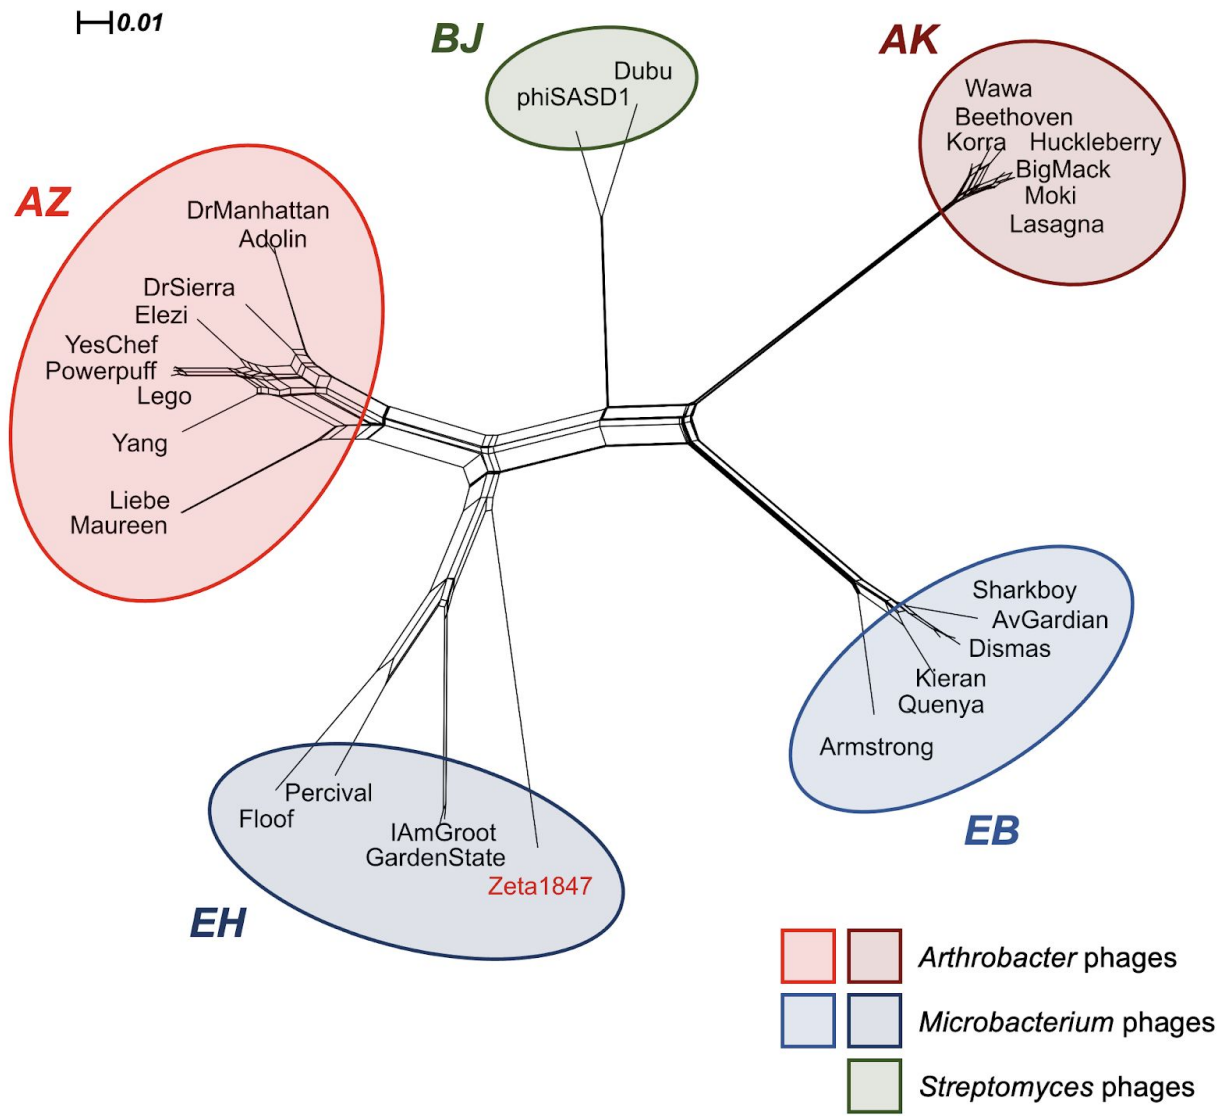 0.01
BJ
AK
Dubu
phiSASD1
Wawa
Beethoven
Korra Huckleberry
BigMack
Moki
Lasagna
AZ
DrManhattan
Adolin
DrSierra
Elezi
YesChef
Powerpuff
Lego
Yang
Liebe
Maureen
Sharkboy
AvGardian
Dismas
Kieran
Quenya
Armstrong
EB
Percival
Floof
IAmGroot
GardenState
Zeta1847
EH
Arthrobacter phages
Microbacterium phages
Streptomyces phages